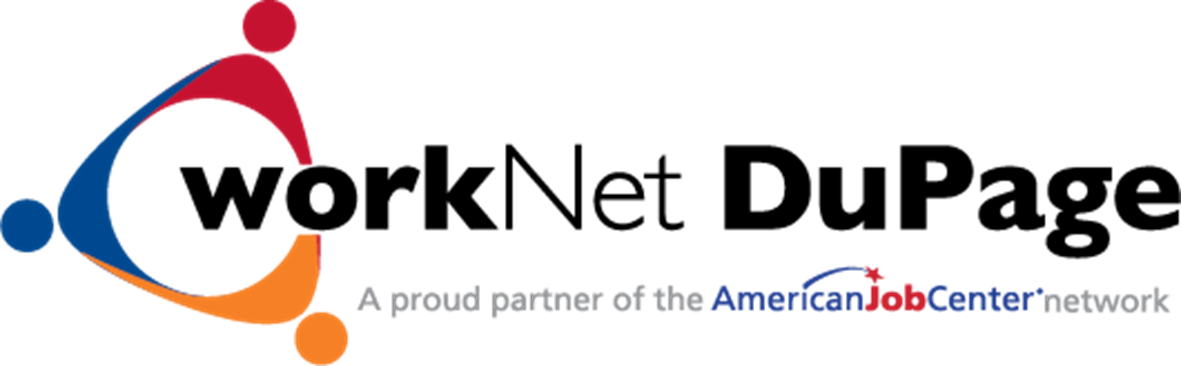 workNet DuPage
A proud partner of the AmericanJobCenter network